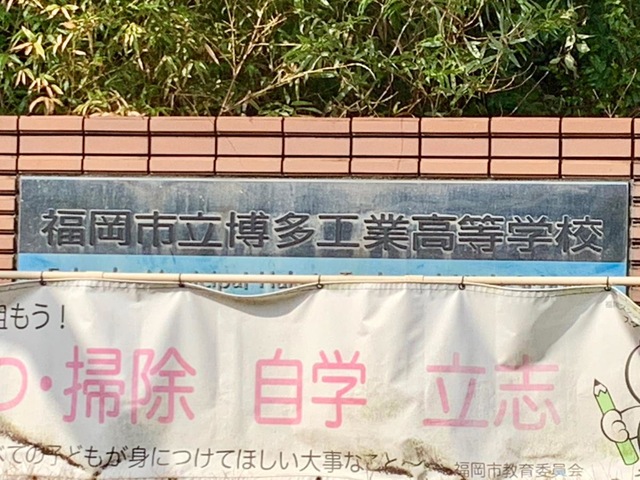 福岡市立博多工業高等学校
組もう！
・掃除 自学 立志
べての子どもが身につけてほしい大事なこと〜
福岡市教育委員会